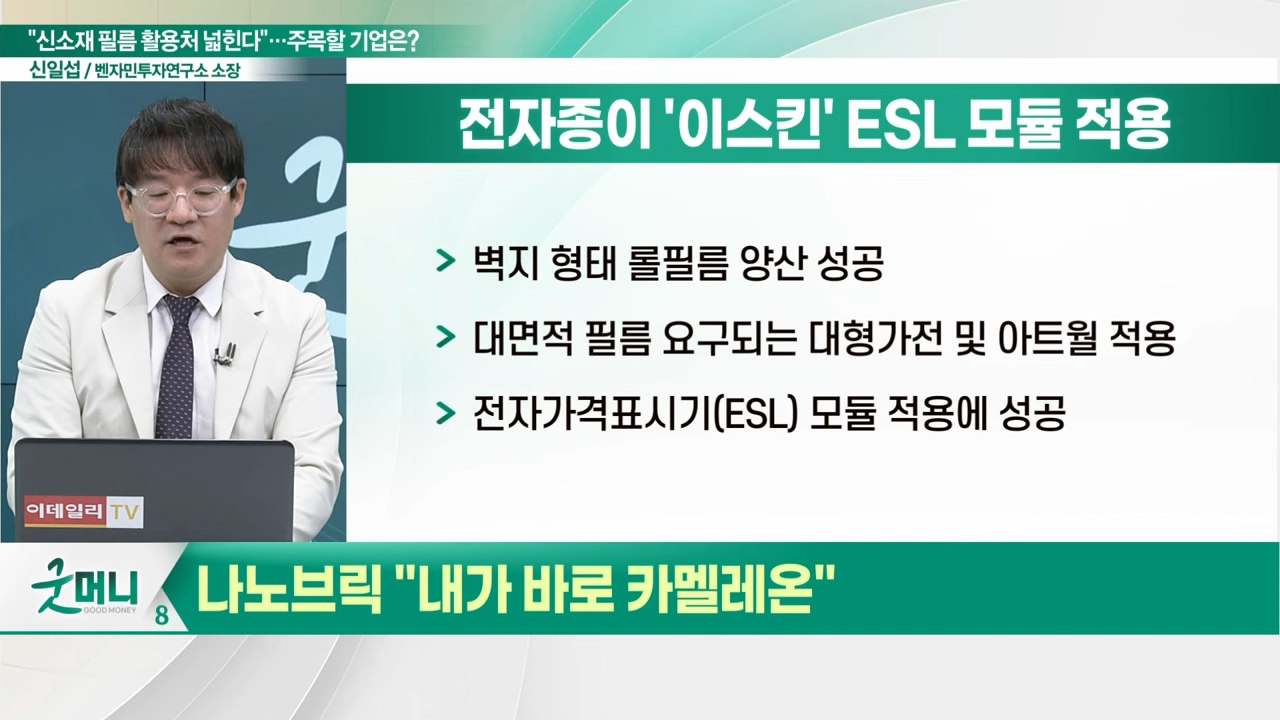 "신소재 필름 활용처 넓힌다"…주목할 기업은?
신일섭 / 벤자민투자연구소 소장
전자종이 '이스킨' ESL 모듈 적용
> 벽지 형태 롤필름 양산 성공
> 대면적 필름 요구되는 대형가전 및 아트월 적용
> 전자가격표시기(ESL) 모듈 적용에 성공
이데일리 TV
굿머니
GOOD MONEY
8
나노브릭 "내가 바로 카멜레온"